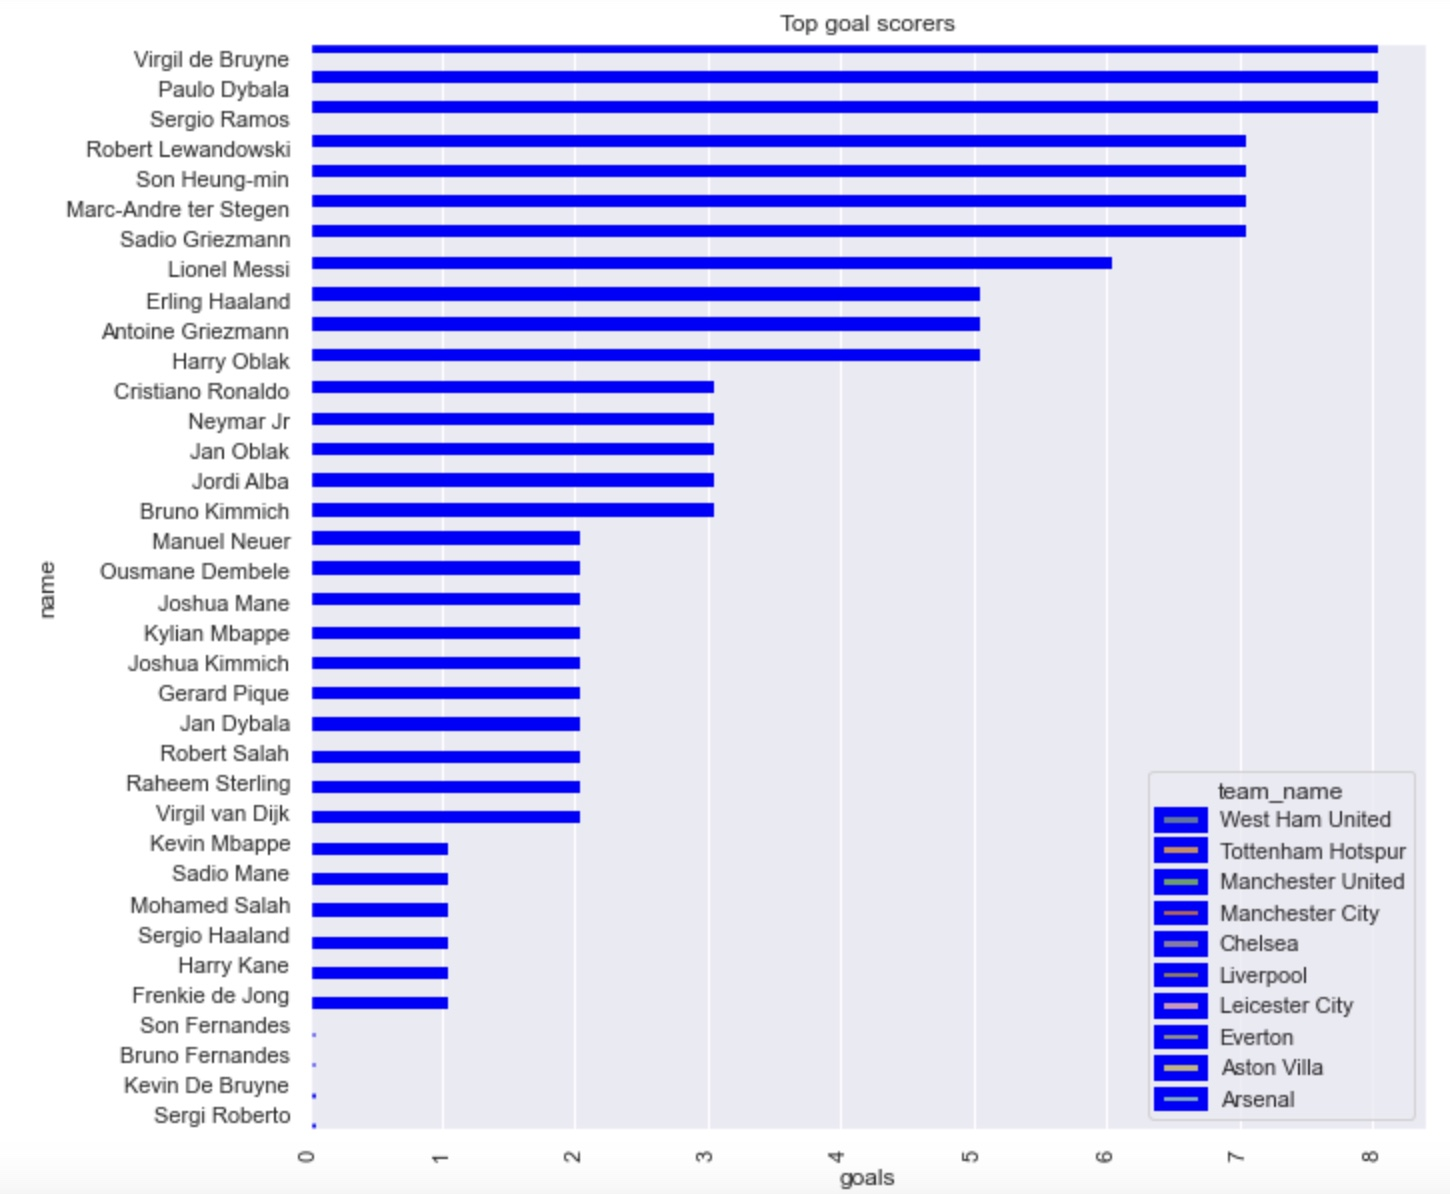 Top goal scorers
Virgil de Bruyne
Paulo Dybala
Sergio Ramos
Robert Lewandowski
Son Heung-min
Marc-Andre ter Stegen
Sadio Griezmann
Lionel Messi
Erling Haaland
Antoine Griezmann
Harry Oblak
Cristiano Ronaldo
Neymar Jr
Jan Oblak
Jordi Alba
Bruno Kimmich
Manuel Neuer
Ousmane Dembele
Joshua Mane
Kylian Mbappe
Joshua Kimmich
Gerard Pique
Jan Dybala
Robert Salah
Raheem Sterling
Virgil van Dijk
Kevin Mbappe
Sadio Mane
Mohamed Salah
Sergio Haaland
Harry Kane
Frenkie de Jong
Son Fernandes
Bruno Fernandes
Kevin De Bruyne
Sergi Roberto
name
team_name
West Ham United
Tottenham Hotspur
Manchester United
Manchester City
Chelsea
Liverpool
Leicester City
Everton
Aston Villa
Arsenal
0 1 2 3 4 5 6 7 8
goals